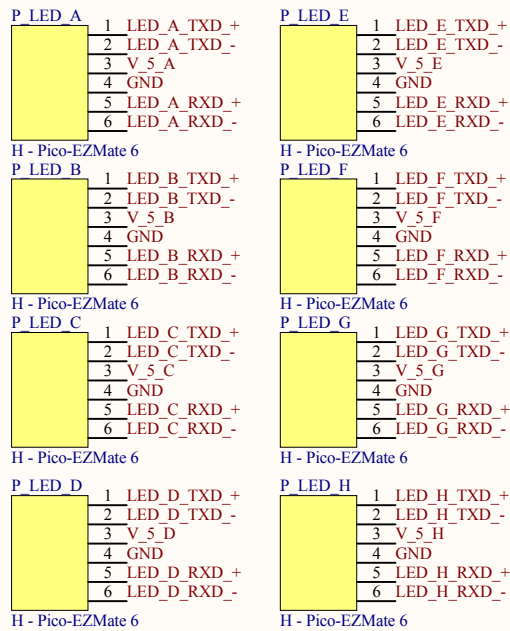 P_LED_A
1 LED_A_TXD_+
2 LED_A_TXD_-
3 V_5_A
4 GND
5 LED_A_RXD_+
6 LED_A_RXD_-
H - Pico-EZMate 6
P_LED_B
1 LED_B_TXD_+
2 LED_B_TXD_-
3 V_5_B
4 GND
5 LED_B_RXD_+
6 LED_B_RXD_-
H - Pico-EZMate 6
P_LED_C
1 LED_C_TXD_+
2 LED_C_TXD_-
3 V_5_C
4 GND
5 LED_C_RXD_+
6 LED_C_RXD_-
H - Pico-EZMate 6
P_LED_D
1 LED_D_TXD_+
2 LED_D_TXD_-
3 V_5_D
4 GND
5 LED_D_RXD_+
6 LED_D_RXD_-
H - Pico-EZMate 6
P_LED_E
1 LED_E_TXD_+
2 LED_E_TXD_-
3 V_5_E
4 GND
5 LED_E_RXD_+
6 LED_E_RXD_-
H - Pico-EZMate 6
P_LED_F
1 LED_F_TXD_+
2 LED_F_TXD_-
3 V_5_F
4 GND
5 LED_F_RXD_+
6 LED_F_RXD_-
H - Pico-EZMate 6
P_LED_G
1 LED_G_TXD_+
2 LED_G_TXD_-
3 V_5_G
4 GND
5 LED_G_RXD_+
6 LED_G_RXD_-
H - Pico-EZMate 6
P_LED_H
1 LED_H_TXD_+
2 LED_H_TXD_-
3 V_5_H
4 GND
5 LED_H_RXD_+
6 LED_H_RXD_-
H - Pico-EZMate 6